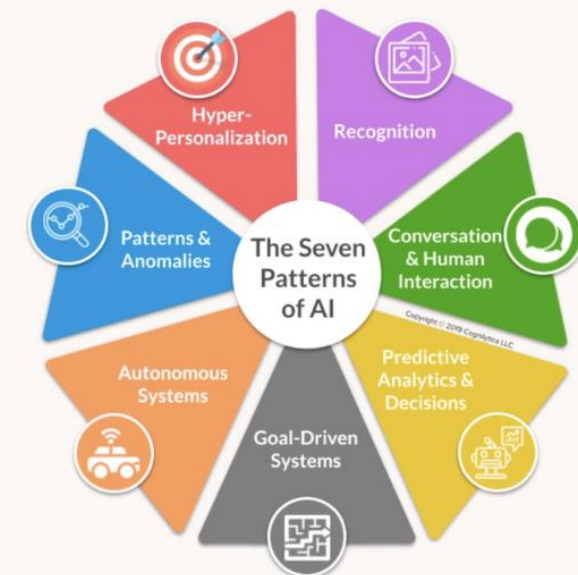 The Seven
Patterns
of AI
Hyper-
Personalization
Recognition
Conversation
& Human
Interaction
Copyright © 2019 Cognilytica LLC
Predictive
Analytics &
Decisions
Goal-Driven
Systems
Autonomous
Systems
Patterns &
Anomalies